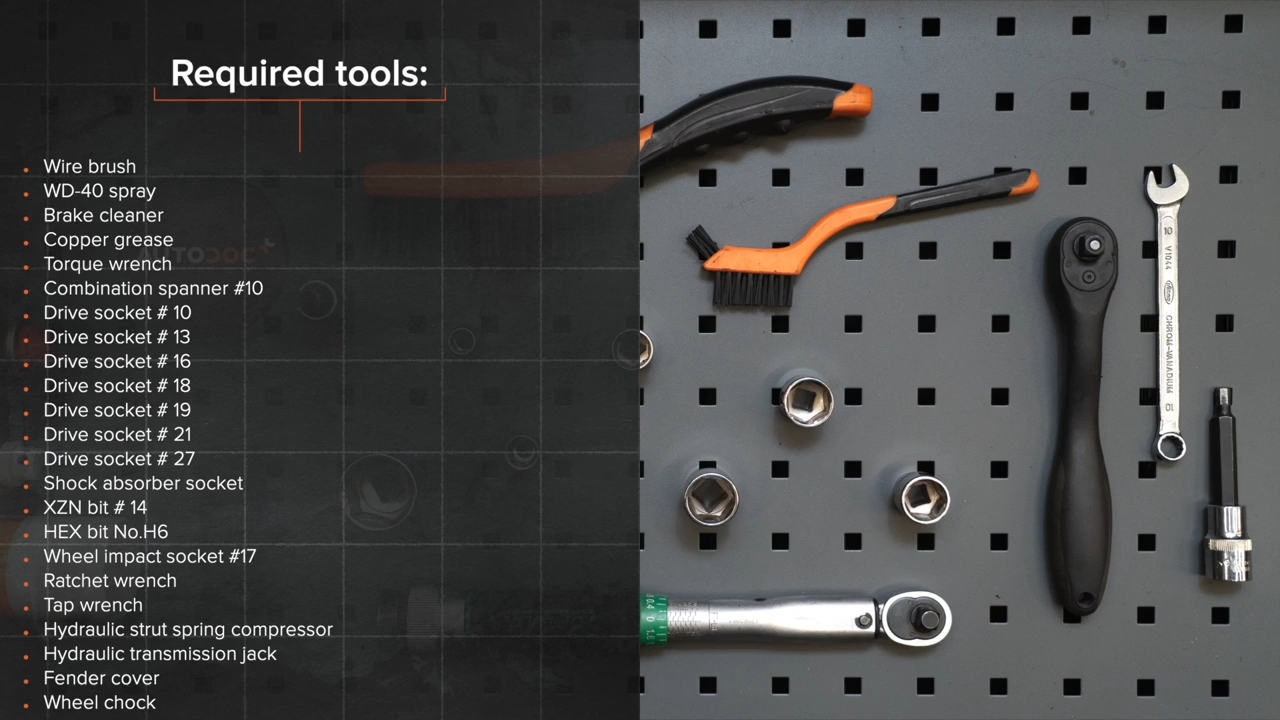 Required tools:
Wire brush
WD-40 spray
Brake cleaner
Copper grease
Torque wrench
Combination spanner #10
Drive socket # 10
Drive socket # 13
Drive socket # 16
Drive socket # 18
Drive socket # 19
Drive socket # 21
Drive socket # 27
Shock absorber socket
XZN bit # 14
HEX bit No.H6
Wheel impact socket #17
Ratchet wrench
Tap wrench
Hydraulic strut spring compressor
Hydraulic transmission jack
Fender cover
Wheel chock
AUTODOC
10 V1044 CHROM-VANADIUM 10